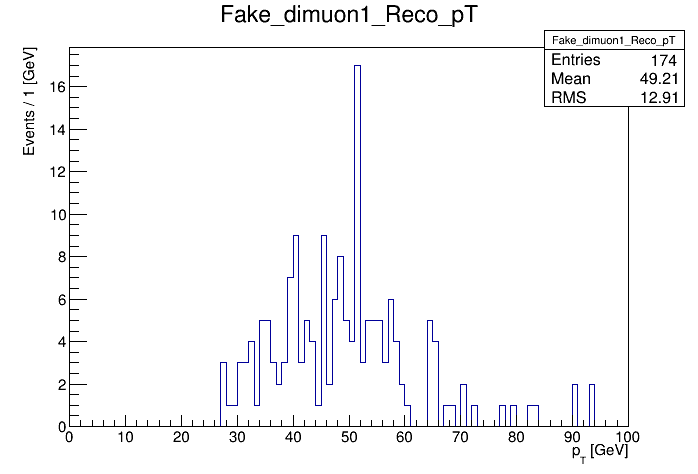 Fake_dimuon1_Reco_pT
Fake_dimuon1_Reco_pT
Entries 174
Mean 49.21
RMS 12.91
Events / 1 [GeV]
16
14
12
10
8
6
4
2
0
0 10 20 30 40 50 60 70 80 90 100
p_T [GeV]